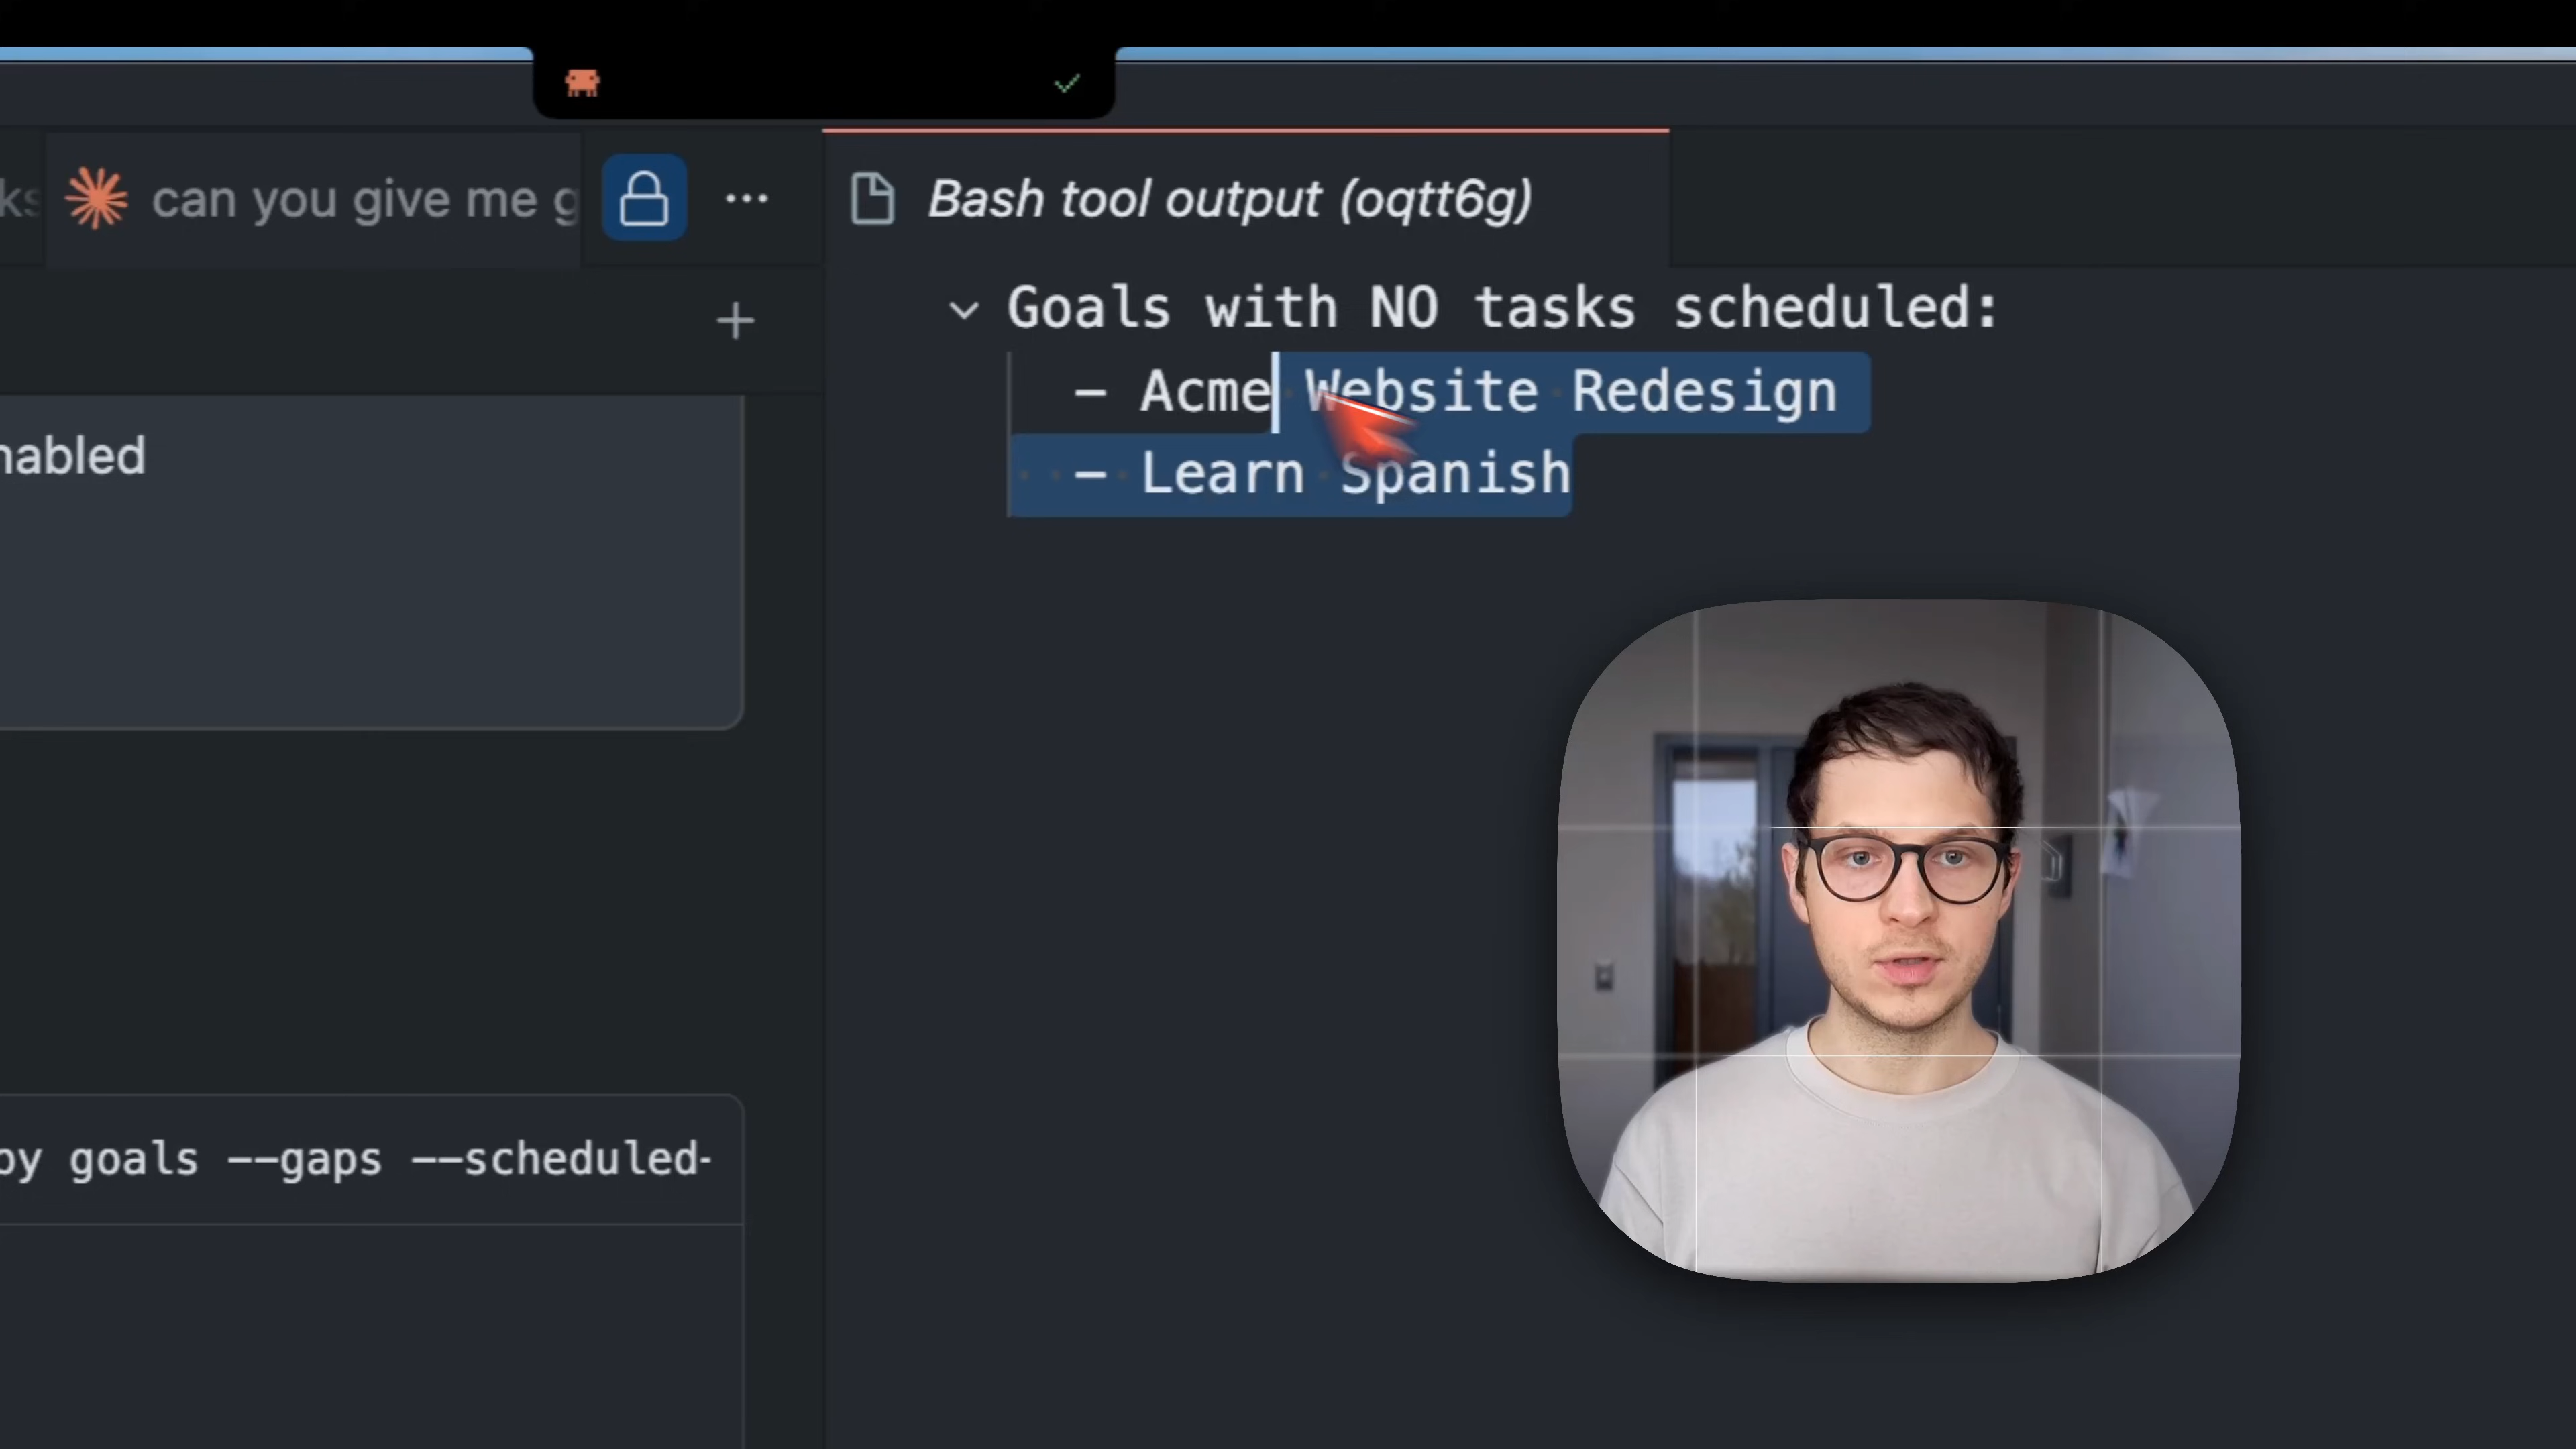 can you give me g
Bash tool output (oqtt6g)
Goals with NO tasks scheduled:
- Acme Website Redesign
- Learn Spanish
nabled
goals --gaps --scheduled-